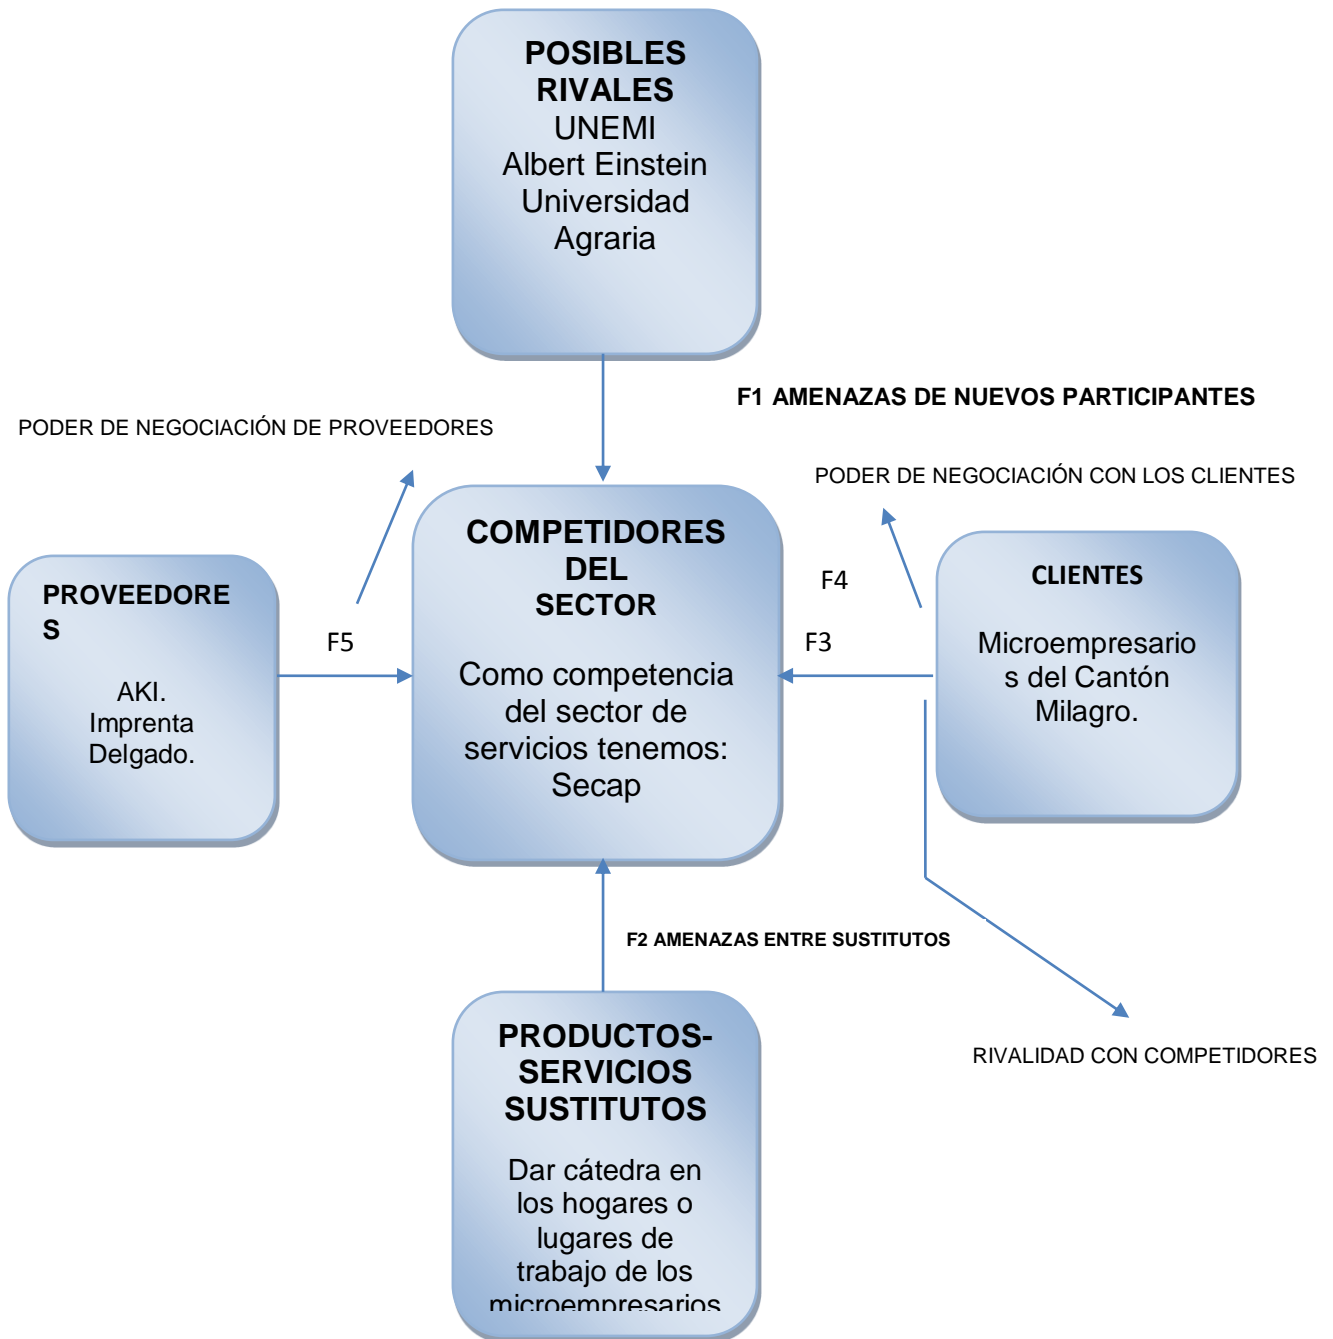 POSIBLES
RIVALES
UNEMI
Albert Einstein
Universidad
Agraria
F1 AMENAZAS DE NUEVOS PARTICIPANTES
PODER DE NEGOCIACIÓN DE PROVEEDORES
PODER DE NEGOCIACIÓN CON LOS CLIENTES
PROVEEDORE
S
AKI.
Imprenta
Delgado.
F5
COMPETIDORES
DEL
SECTOR
Como competencia
del sector de
servicios tenemos:
Secap
F4
F3
CLIENTES
Microempresario
s del Cantón
Milagro.
F2 AMENAZAS ENTRE SUSTITUTOS
RIVALIDAD CON COMPETIDORES
PRODUCTOS-
SERVICIOS
SUSTITUTOS
Dar cátedra en
los hogares o
lugares de
trabajo de los
microempresarios